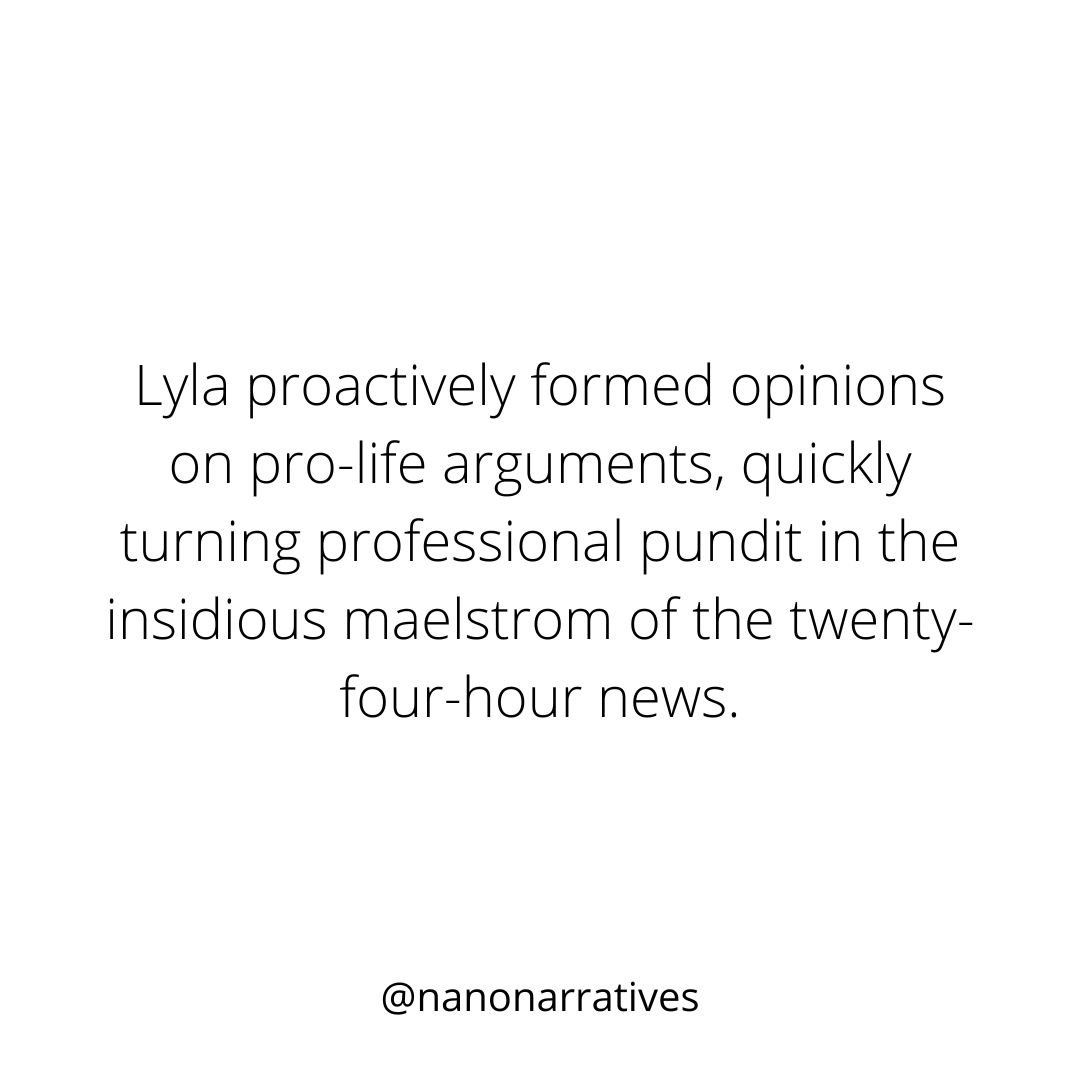 Lyla proactively formed opinions
on pro-life arguments, quickly
turning professional pundit in the
insidious maelstrom of the twenty-
four-hour news.
@nanonarratives